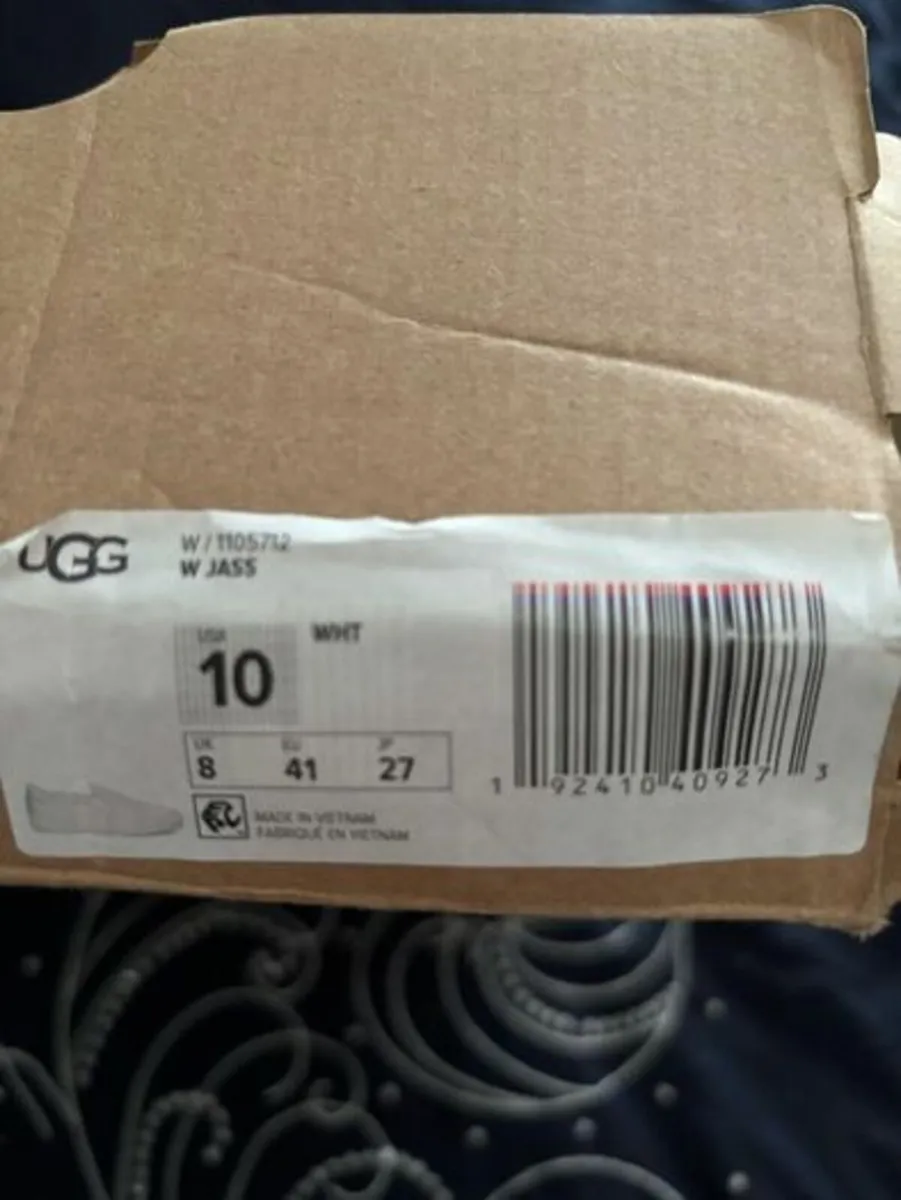 UGG
W / 1105712
W JASS
USA
10
WHT
UK EU JP
8 41 27
MADE IN VIETNAM
FABRIQUÉ EN VIETNAM
1 92410 40927 3